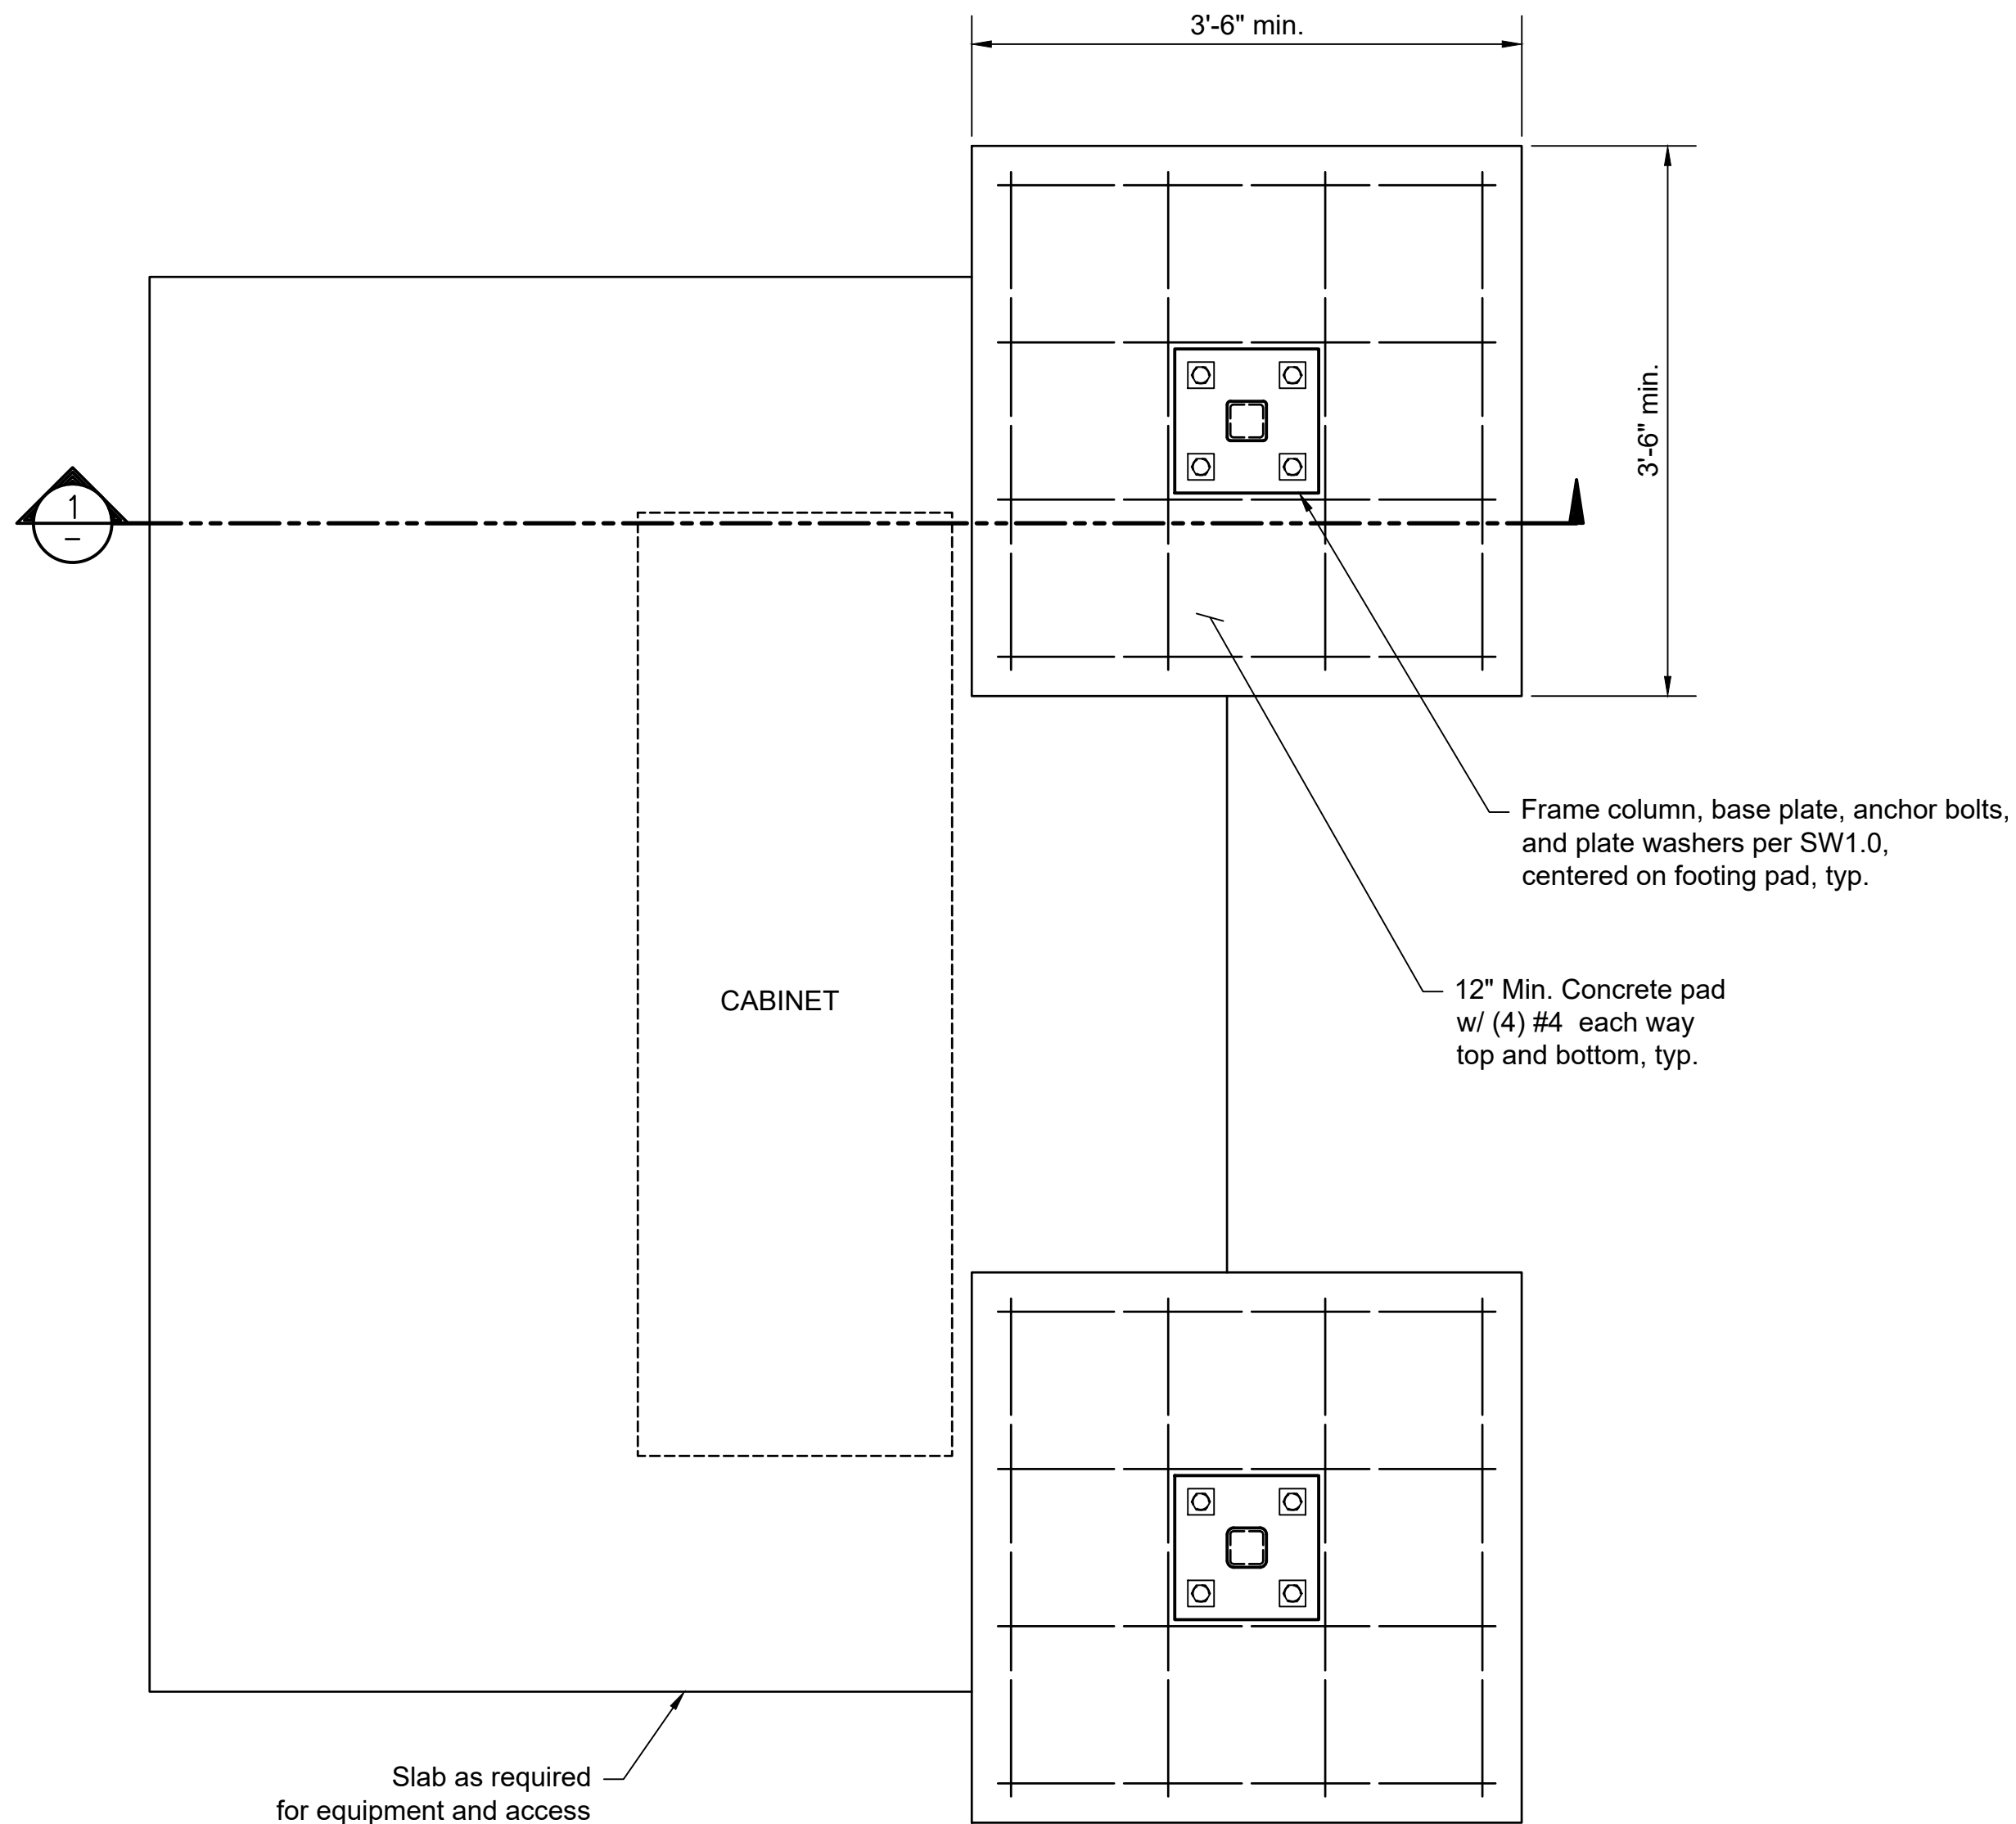 3'-6" min.
3'-6" min.
1
–
Frame column, base plate, anchor bolts,
and plate washers per SW1.0,
centered on footing pad, typ.
CABINET
12" Min. Concrete pad
w/ (4) #4  each way
top and bottom, typ.
Slab as required
for equipment and access